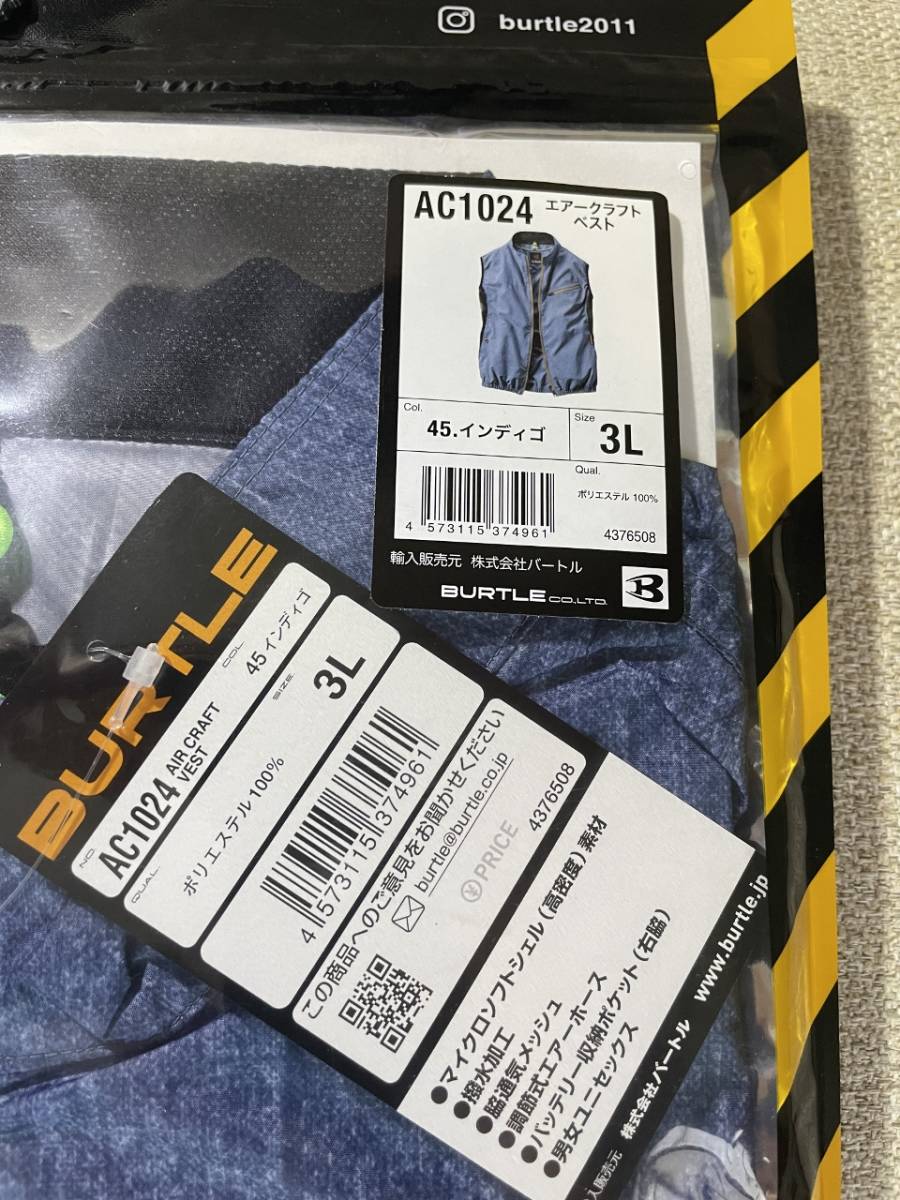 burtle2011
AC1024 エアークラフト
ベスト
Col.
45.インディゴ
Size
3L
Qual.
ポリエステル 100%
4 573115 374961
4376508
輸入販売元 株式会社バートル
BURTLE CO.,LTD.
B
BURTLE
NO.
AC1024 AIR CRAFT
VEST
COL.
45 インディゴ
QUAL.
ポリエステル100%
SIZE
3L
4 573115 374961
この商品へのご意見をお聞かせください
burtle@burtle.co.jp
PRICE
4376508
●マイクロソフトシェル(高密度)素材
●撥水加工
●脇通気メッシュ
●調節式エアーホース
●バッテリー収納ポケット(右脇)
●男女ユニセックス
入販売元 株式会社バートル www.burtle.jp